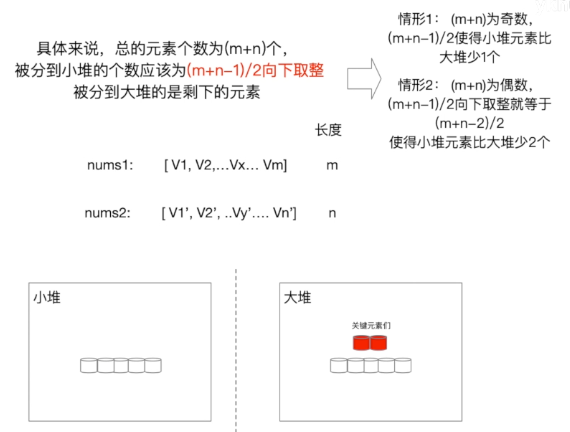 具体来说，总的元素个数为(m+n)个，
被分到小堆的个数应该为(m+n-1)/2向下取整
被分到大堆的是剩下的元素
情形1： (m+n)为奇数，
(m+n-1)/2使得小堆元素比
大堆少1个
情形2： (m+n)为偶数，
(m+n-1)/2向下取整就等于
(m+n-2)/2
使得小堆元素比大堆少2个
长度
nums1: [ V1, V2,...Vx... Vm] m
nums2: [ V1’, V2’, ..Vy’.... Vn’] n
小堆
大堆
关键元素们